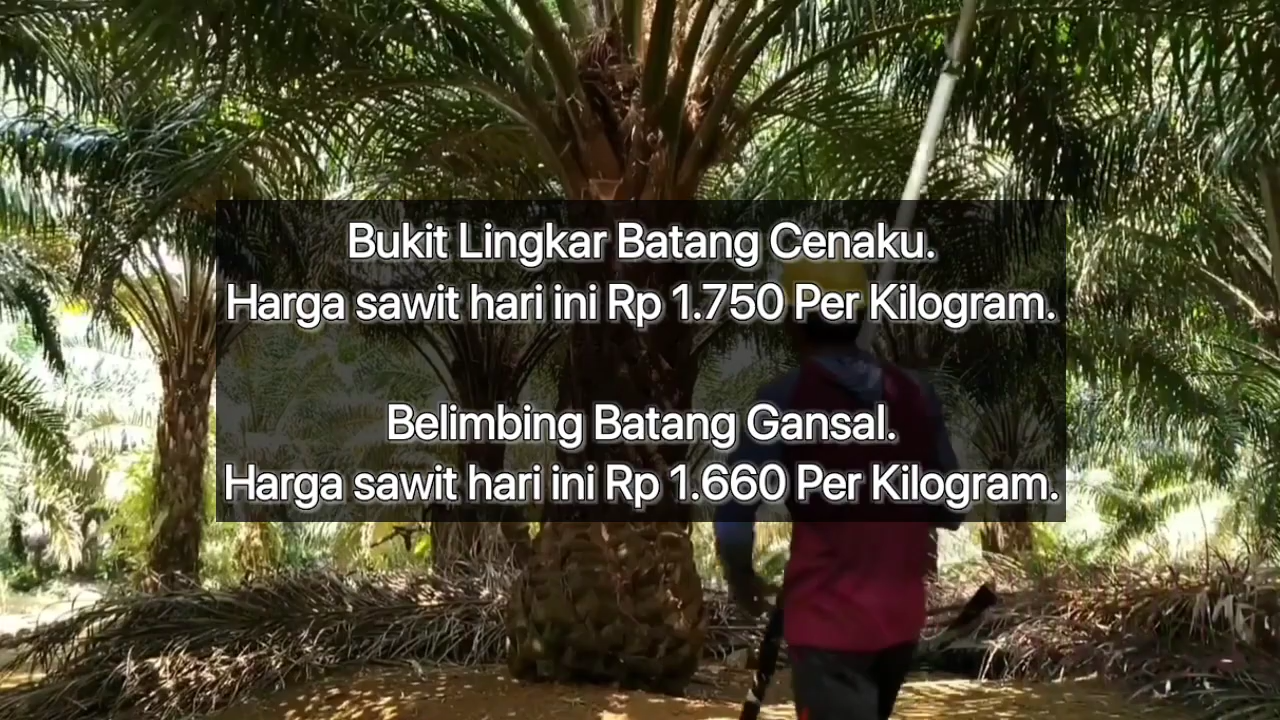 Bukit Lingkar Batang Cenaku.
Harga sawit hari ini Rp 1.750 Per Kilogram.
Belimbing Batang Gansal.
Harga sawit hari ini Rp 1.660 Per Kilogram.